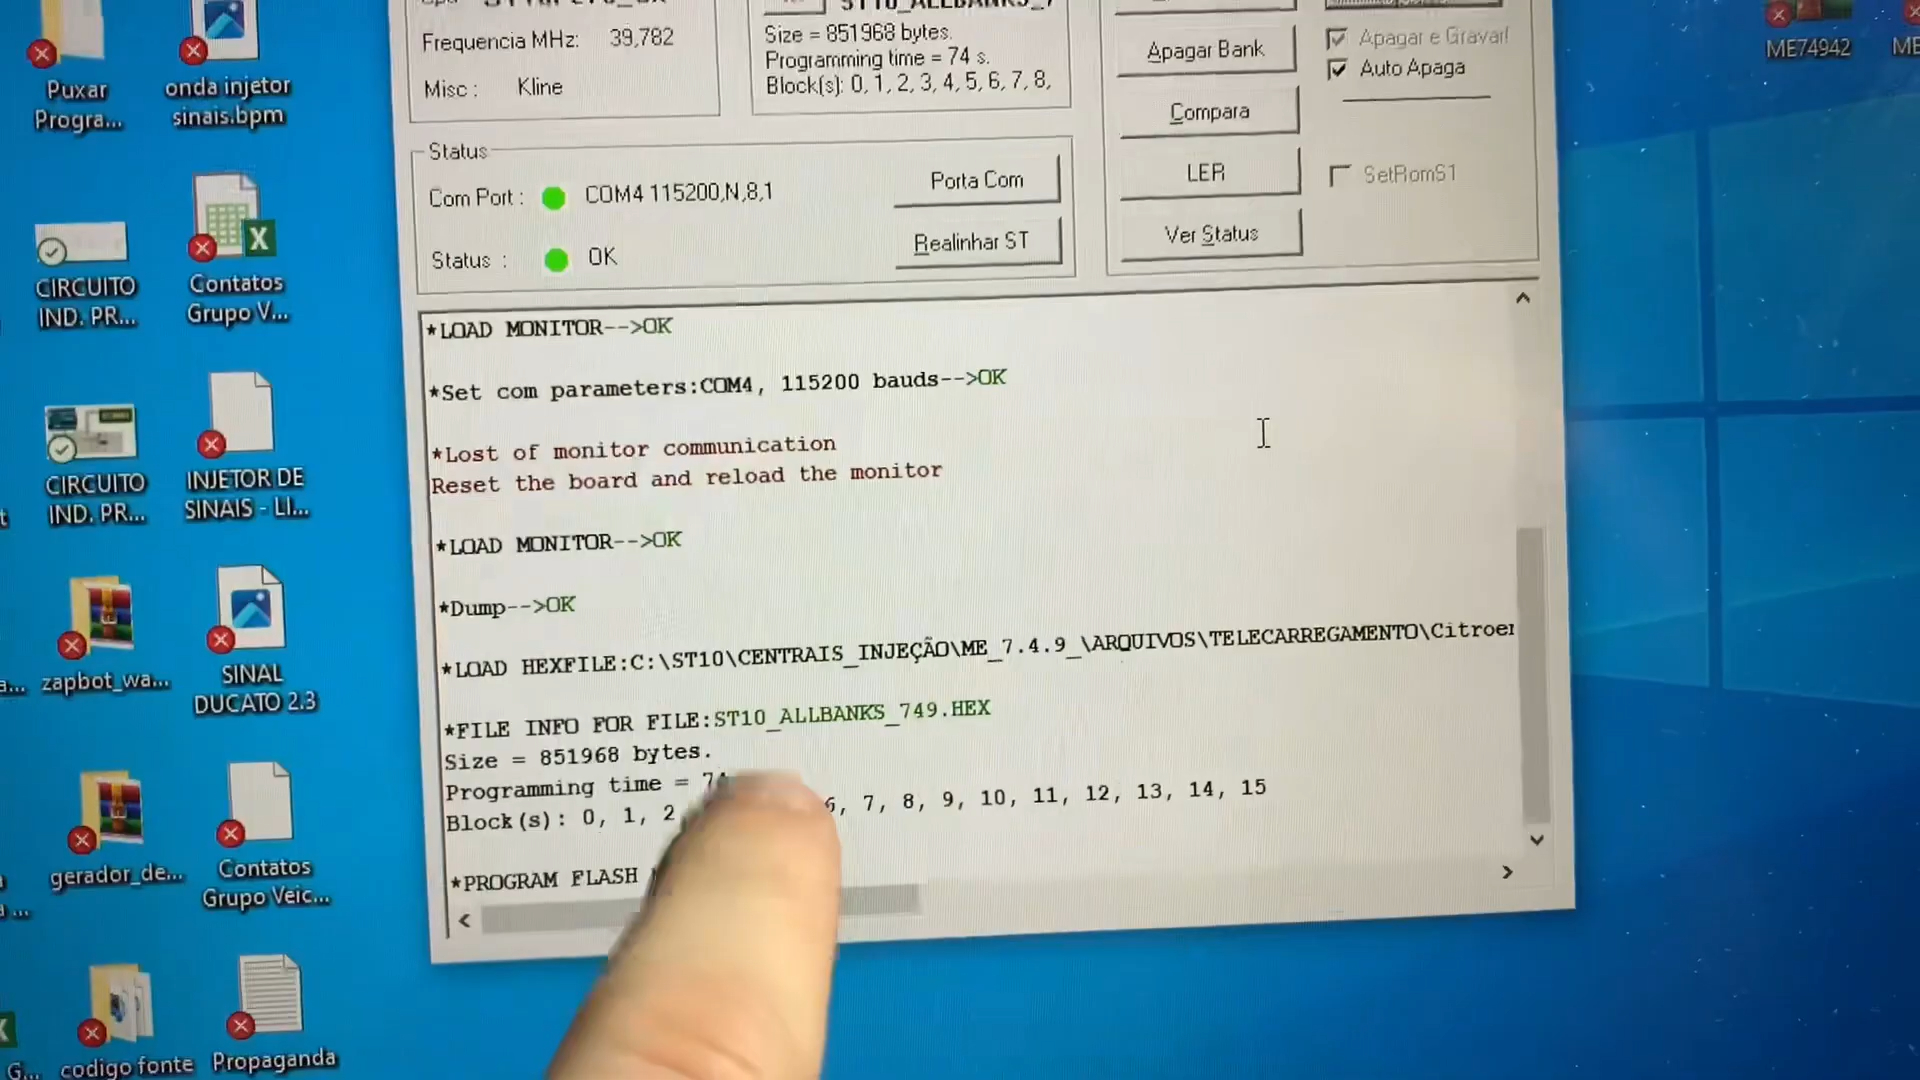 Frequencia MHz: 39,782
Misc : Kline
Size = 851968 bytes.
Programming time = 74 s.
Block(s): 0, 1, 2, 3, 4, 5, 6, 7, 8,
Apagar Bank
Compara
LER
Ver Status
Apagar e Gravar!
Auto Apaga
SetRomS1
Status
Com Port : COM4 115200,N,8,1
Porta Com
Status : OK
Realinhar ST
*LOAD MONITOR-->OK
*Set com parameters:COM4, 115200 bauds-->OK
*Lost of monitor communication
Reset the board and reload the monitor
*LOAD MONITOR-->OK
*Dump-->OK
*LOAD HEXFILE:C:\ST10\CENTRAIS_INJEÇÃO\ME_7.4.9_\ARQUIVOS\TELECARREGAMENTO\Citroen
*FILE INFO FOR FILE:ST10_ALLBANKS_749.HEX
Size = 851968 bytes.
Programming time = 74
Block(s): 0, 1, 2 6, 7, 8, 9, 10, 11, 12, 13, 14, 15
*PROGRAM FLASH
Puxar
Progra...
onda injetor
sinais.bpm
CIRCUITO
IND. PR...
Contatos
Grupo V...
CIRCUITO
IND. PR...
INJETOR DE
SINAIS - LI...
zapbot_wa...
SINAL
DUCATO 2.3
gerador_de...
Contatos
Grupo Veic...
codigo fonte
Propaganda
ME74942